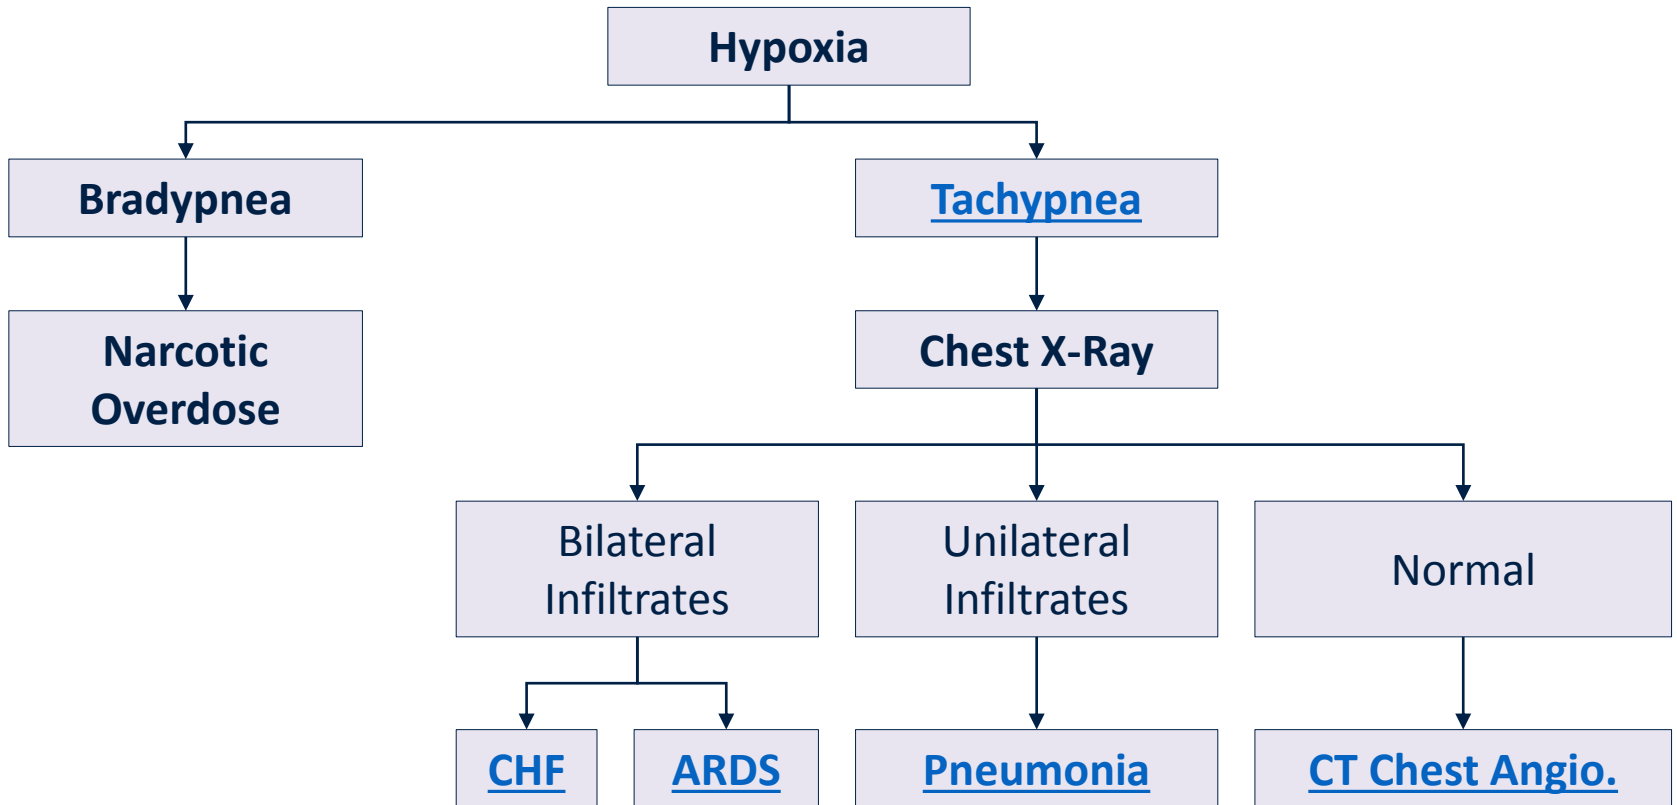 Hypoxia
Bradypnea
Tachypnea
Narcotic
Overdose
Chest X-Ray
Bilateral
Infiltrates
Unilateral
Infiltrates
Normal
CHF
ARDS
Pneumonia
CT Chest Angio.